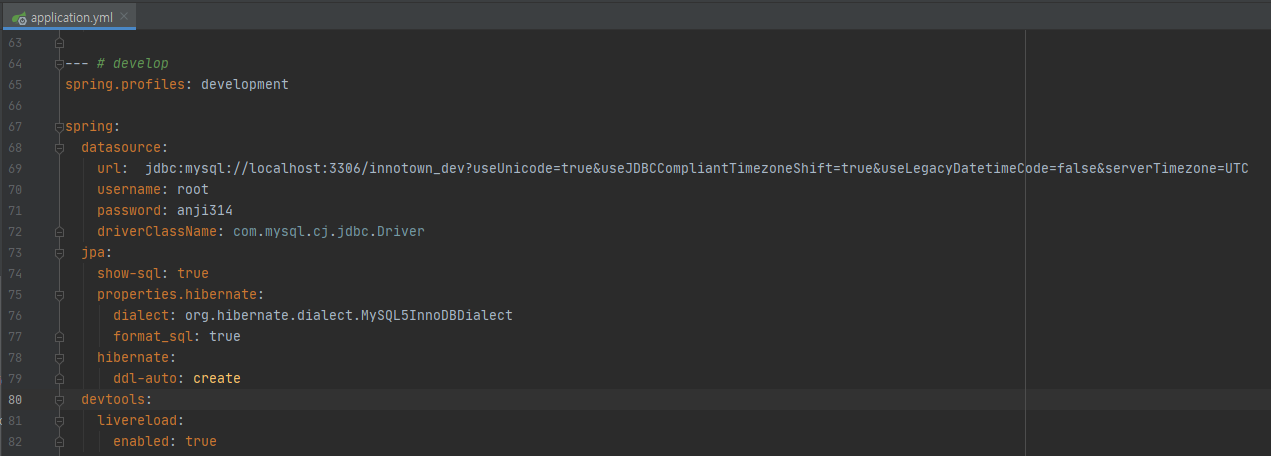 application.yml
63
64 --- # develop
65 spring.profiles: development
66
67 spring:
68 datasource:
69 url:  jdbc:mysql://localhost:3306/innotown_dev?useUnicode=true&useJDBCCompliantTimezoneShift=true&useLegacyDatetimeCode=false&serverTimezone=UTC
70 username: root
71 password: anji314
72 driverClassName: com.mysql.cj.jdbc.Driver
73 jpa:
74 show-sql: true
75 properties.hibernate:
76 dialect: org.hibernate.dialect.MySQL5InnoDBDialect
77 format_sql: true
78 hibernate:
79 ddl-auto: create
80 devtools:
81 livereload:
82 enabled: true